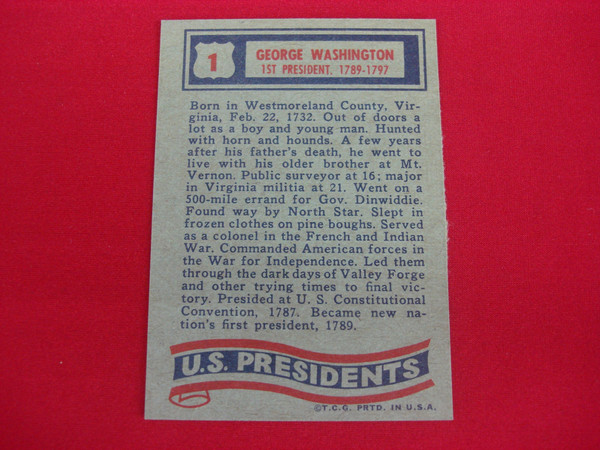 1
GEORGE WASHINGTON
1ST PRESIDENT, 1789-1797
Born in Westmoreland County, Vir-
ginia, Feb. 22, 1732. Out of doors a
lot as a boy and young man. Hunted
with horn and hounds. A few years
after his father's death, he went to
live with his older brother at Mt.
Vernon. Public surveyor at 16; major
in Virginia militia at 21. Went on a
500-mile errand for Gov. Dinwiddie.
Found way by North Star. Slept in
frozen clothes on pine boughs. Served
as a colonel in the French and Indian
War. Commanded American forces in
the War for Independence. Led them
through the dark days of Valley Forge
and other trying times to final vic-
tory. Presided at U. S. Constitutional
Convention, 1787. Became new na-
tion's first president, 1789.
U.S. PRESIDENTS
©T.C.G. PRTD. IN U.S.A.